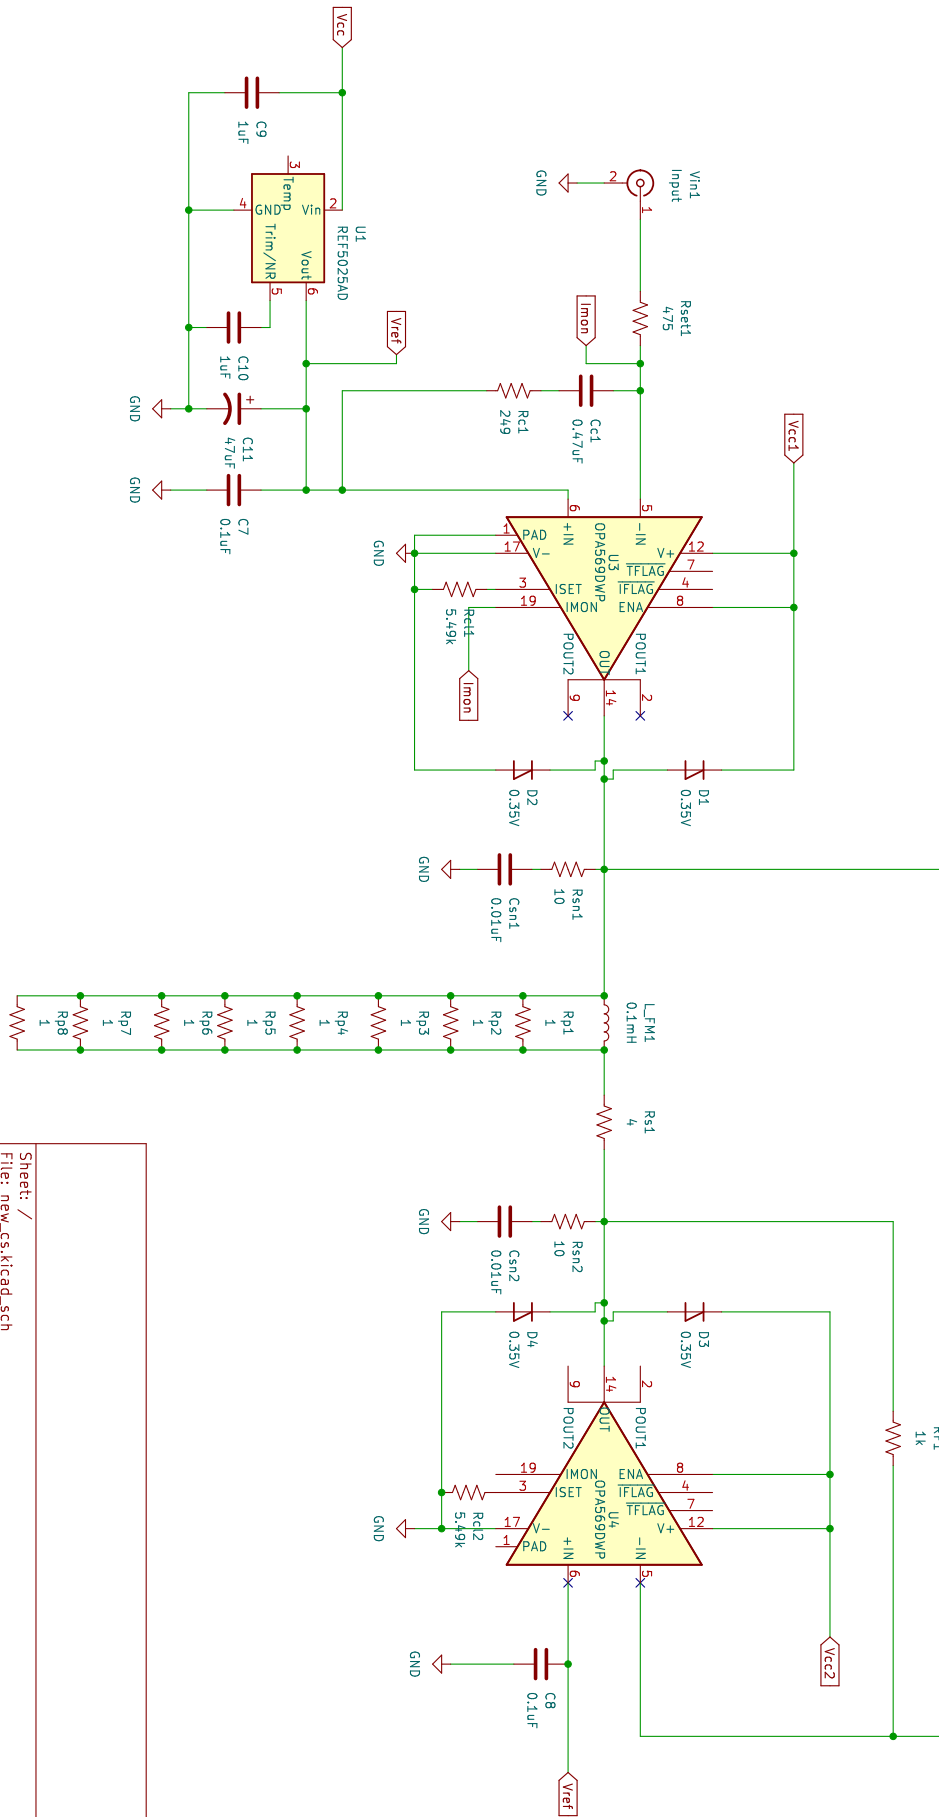 Vcc
C9
1uF
3
Temp
4
GND
Vin
2
Trim/NR
Vout
5
6
U1
REF5025AD
C10
1uF
GND
C11
47uF
+
GND
C7
0.1uF
Vref
Vin1
Input
GND
2
1
Rset1
475
Imon
Cc1
0.47uF
Rc1
249
Vcc1
6
5
+IN
-IN
U3
OPA569DWP
1
PAD
17
V-
3
ISET
19
IMON
V+
12
TFLAG
7
IFLAG
4
ENA
8
POUT2
OUT
POUT1
9
14
2
GND
Rcl1
5.49k
Imon
D2
0.35V
D1
0.35V
GND
Csn1
0.01uF
Rsn1
10
L_FM1
0.1mH
Rp1
1
Rp2
1
Rp3
1
Rp4
1
Rp5
1
Rp6
1
Rp7
1
Rp8
1
Rs1
4
GND
Csn2
0.01uF
Rsn2
10
D4
0.35V
D3
0.35V
1k
9
14
2
POUT2
OUT
POUT1
19
IMON
3
ISET
17
V-
1
PAD
ENA
8
IFLAG
4
TFLAG
7
V+
12
U4
OPA569DWP
+IN
-IN
6
5
Rcl2
5.49k
GND
Vcc2
GND
C8
0.1uF
Vref
Sheet: /
File: new_cs.kicad_sch